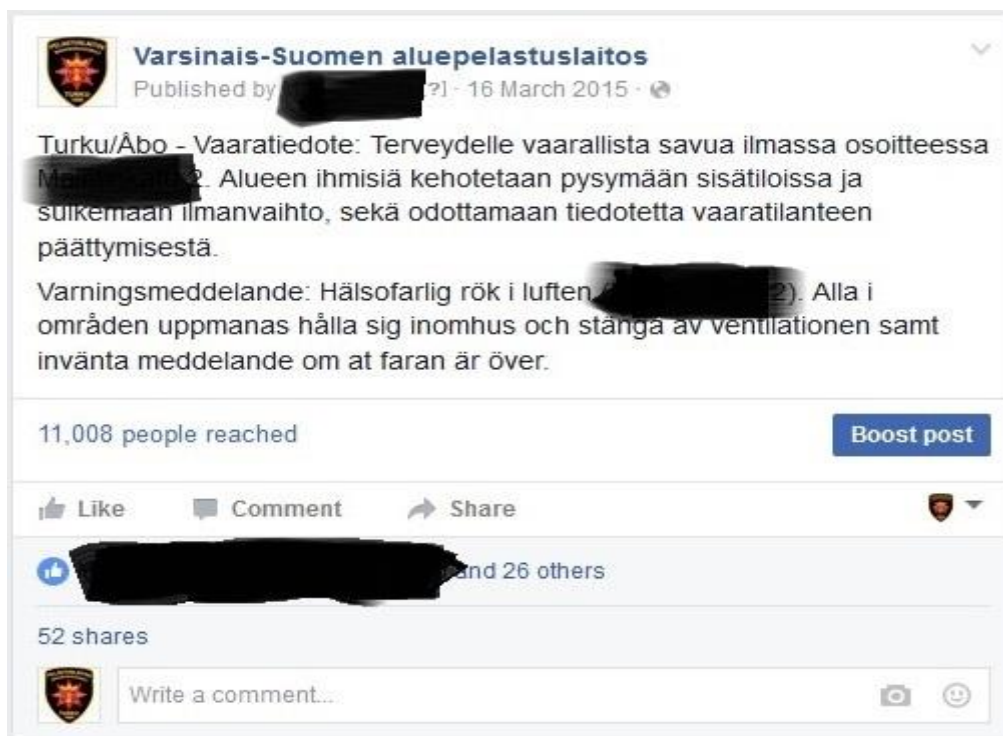 Varsinais-Suomen aluepelastuslaitos
Published by [?] · 16 March 2015 ·
Turku/Åbo - Vaaratiedote: Terveydelle vaarallista savua ilmassa osoitteessa
2. Alueen ihmisiä kehotetaan pysymään sisätiloissa ja
sulkemaan ilmanvaihto, sekä odottamaan tiedotetta vaaratilanteen
päättymisestä.
Varningsmeddelande: Hälsofarlig rök i luften 2). Alla i
områden uppmanas hålla sig inomhus och stänga av ventilationen samt
invänta meddelande om at faran är över.
11,008 people reached
Boost post
Like Comment Share
and 26 others
52 shares
Write a comment...